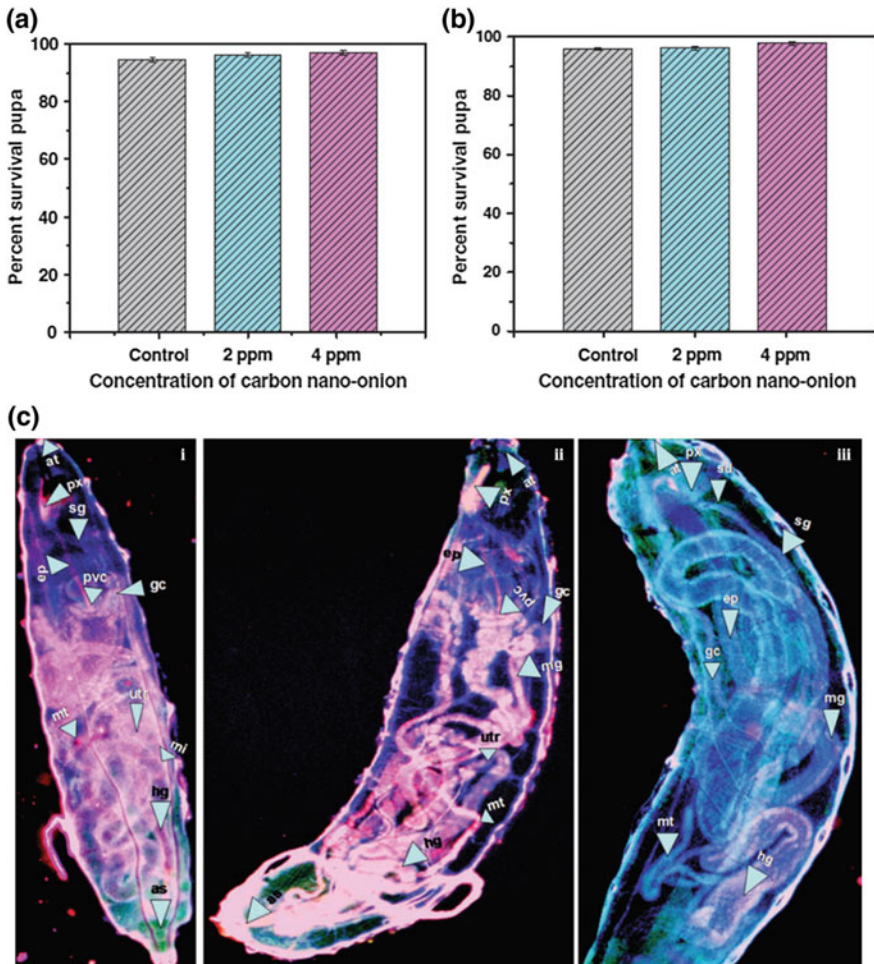 (a)
Percent survival pupa
100
80
60
40
20
0
Control 2 ppm 4 ppm
Concentration of carbon nano-onion
(b)
Percent survival pupa
100
80
60
40
20
0
Control 2 ppm 4 ppm
Concentration of carbon nano-onion
(c)
i
at
px
sg
ep
pvc
gc
utr
mt
mi
hg
as
ii
at
px
ep
pvc
gc
mg
utr
mt
hg
as
iii
at
px
sd
sg
ep
gc
mg
mt
hg